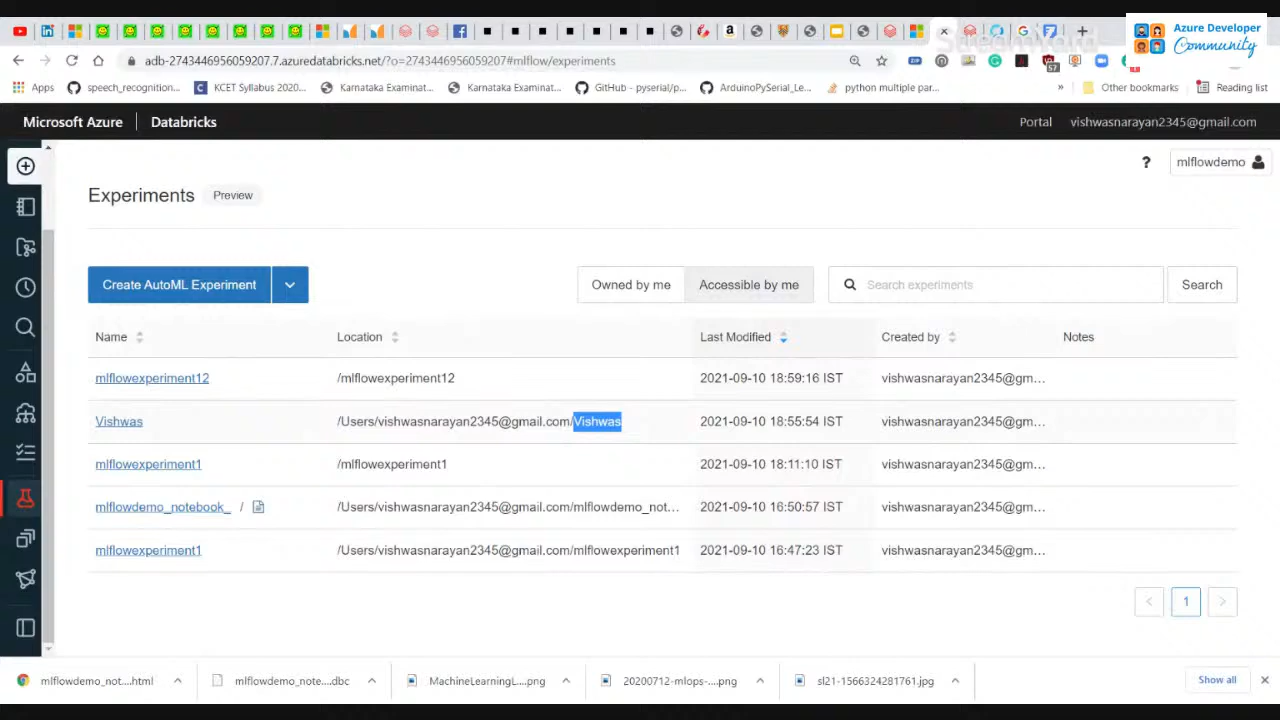 Azure Developer
Community
adb-2743446956059207.7.azuredatabricks.net/?o=2743446956059207#mlflow/experiments
ZIP
57
Apps
speech_recognition...
KCET Syllabus 2020...
Karnataka Examinat...
Karnataka Examinat...
GitHub - pyserial/p...
ArduinoPySerial_Le...
python multiple par...
»
Other bookmarks
Reading list
Microsoft Azure
Databricks
Portal
vishwasnarayan2345@gmail.com
?
mlflowdemo
Experiments
Preview
Create AutoML Experiment
Owned by me
Accessible by me
Search experiments
Search
Name Location Last Modified Created by Notes
mlflowexperiment12 /mlflowexperiment12 2021-09-10 18:59:16 IST vishwasnarayan2345@gm...
Vishwas /Users/vishwasnarayan2345@gmail.com/Vishwas 2021-09-10 18:55:54 IST vishwasnarayan2345@gm...
mlflowexperiment1 /mlflowexperiment1 2021-09-10 18:11:10 IST vishwasnarayan2345@gm...
mlflowdemo_notebook_ / /Users/vishwasnarayan2345@gmail.com/mlflowdemo_not... 2021-09-10 16:50:57 IST vishwasnarayan2345@gm...
mlflowexperiment1 /Users/vishwasnarayan2345@gmail.com/mlflowexperiment1 2021-09-10 16:47:23 IST vishwasnarayan2345@gm...
< 1 >
mlflowdemo_not....html
mlflowdemo_note....dbc
MachineLearningL....png
20200712-mlops-....png
sl21-1566324281761.jpg
Show all